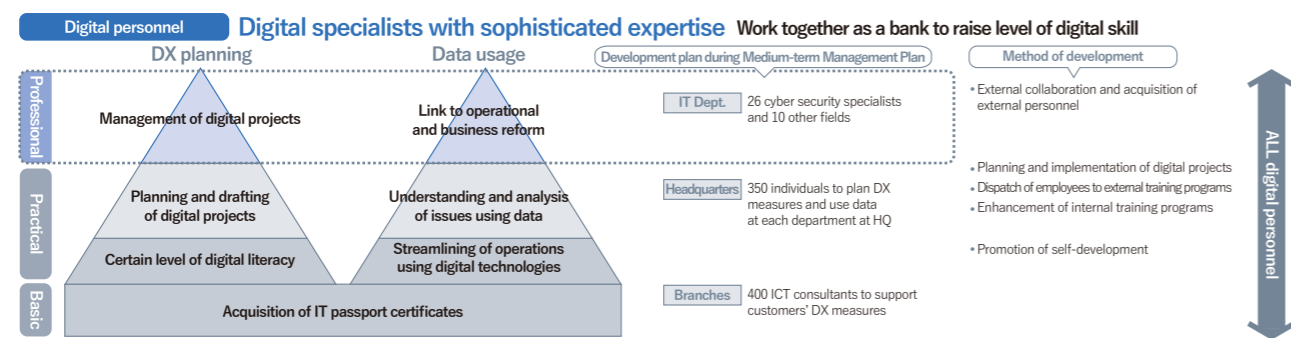 Digital personnel
Digital specialists with sophisticated expertise
Work together as a bank to raise level of digital skill
DX planning
Data usage
Development plan during Medium-term Management Plan
Method of development
Professional
Management of digital projects
Link to operational
and business reform
IT Dept.
26 cyber security specialists
and 10 other fields
• External collaboration and acquisition of
external personnel
Practical
Planning and drafting
of digital projects
Understanding and analysis
of issues using data
Headquarters
350 individuals to plan DX
measures and use data
at each department at HQ
• Planning and implementation of digital projects
• Dispatch of employees to external training programs
• Enhancement of internal training programs
Certain level of digital literacy
Streamlining of operations
using digital technologies
• Promotion of self-development
Basic
Acquisition of IT passport certificates
Branches
400 ICT consultants to support
customers' DX measures
ALL digital personnel